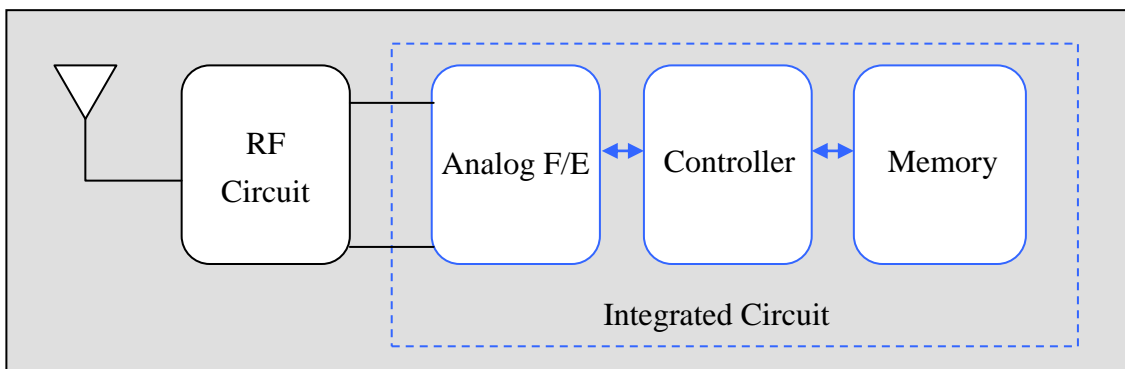 RF
Circuit
Analog F/E
Controller
Memory
Integrated Circuit